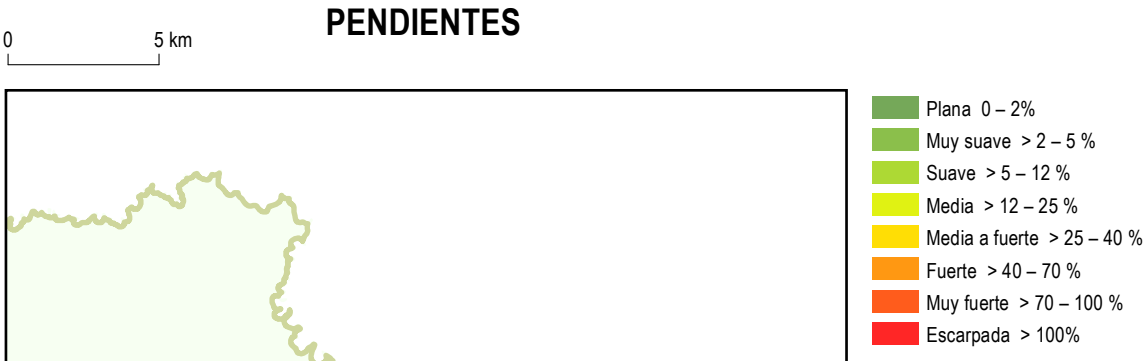 PENDIENTES
0 5 km
Plana 0 – 2%
Muy suave > 2 – 5 %
Suave > 5 – 12 %
Media > 12 – 25 %
Media a fuerte > 25 – 40 %
Fuerte > 40 – 70 %
Muy fuerte > 70 – 100 %
Escarpada > 100%